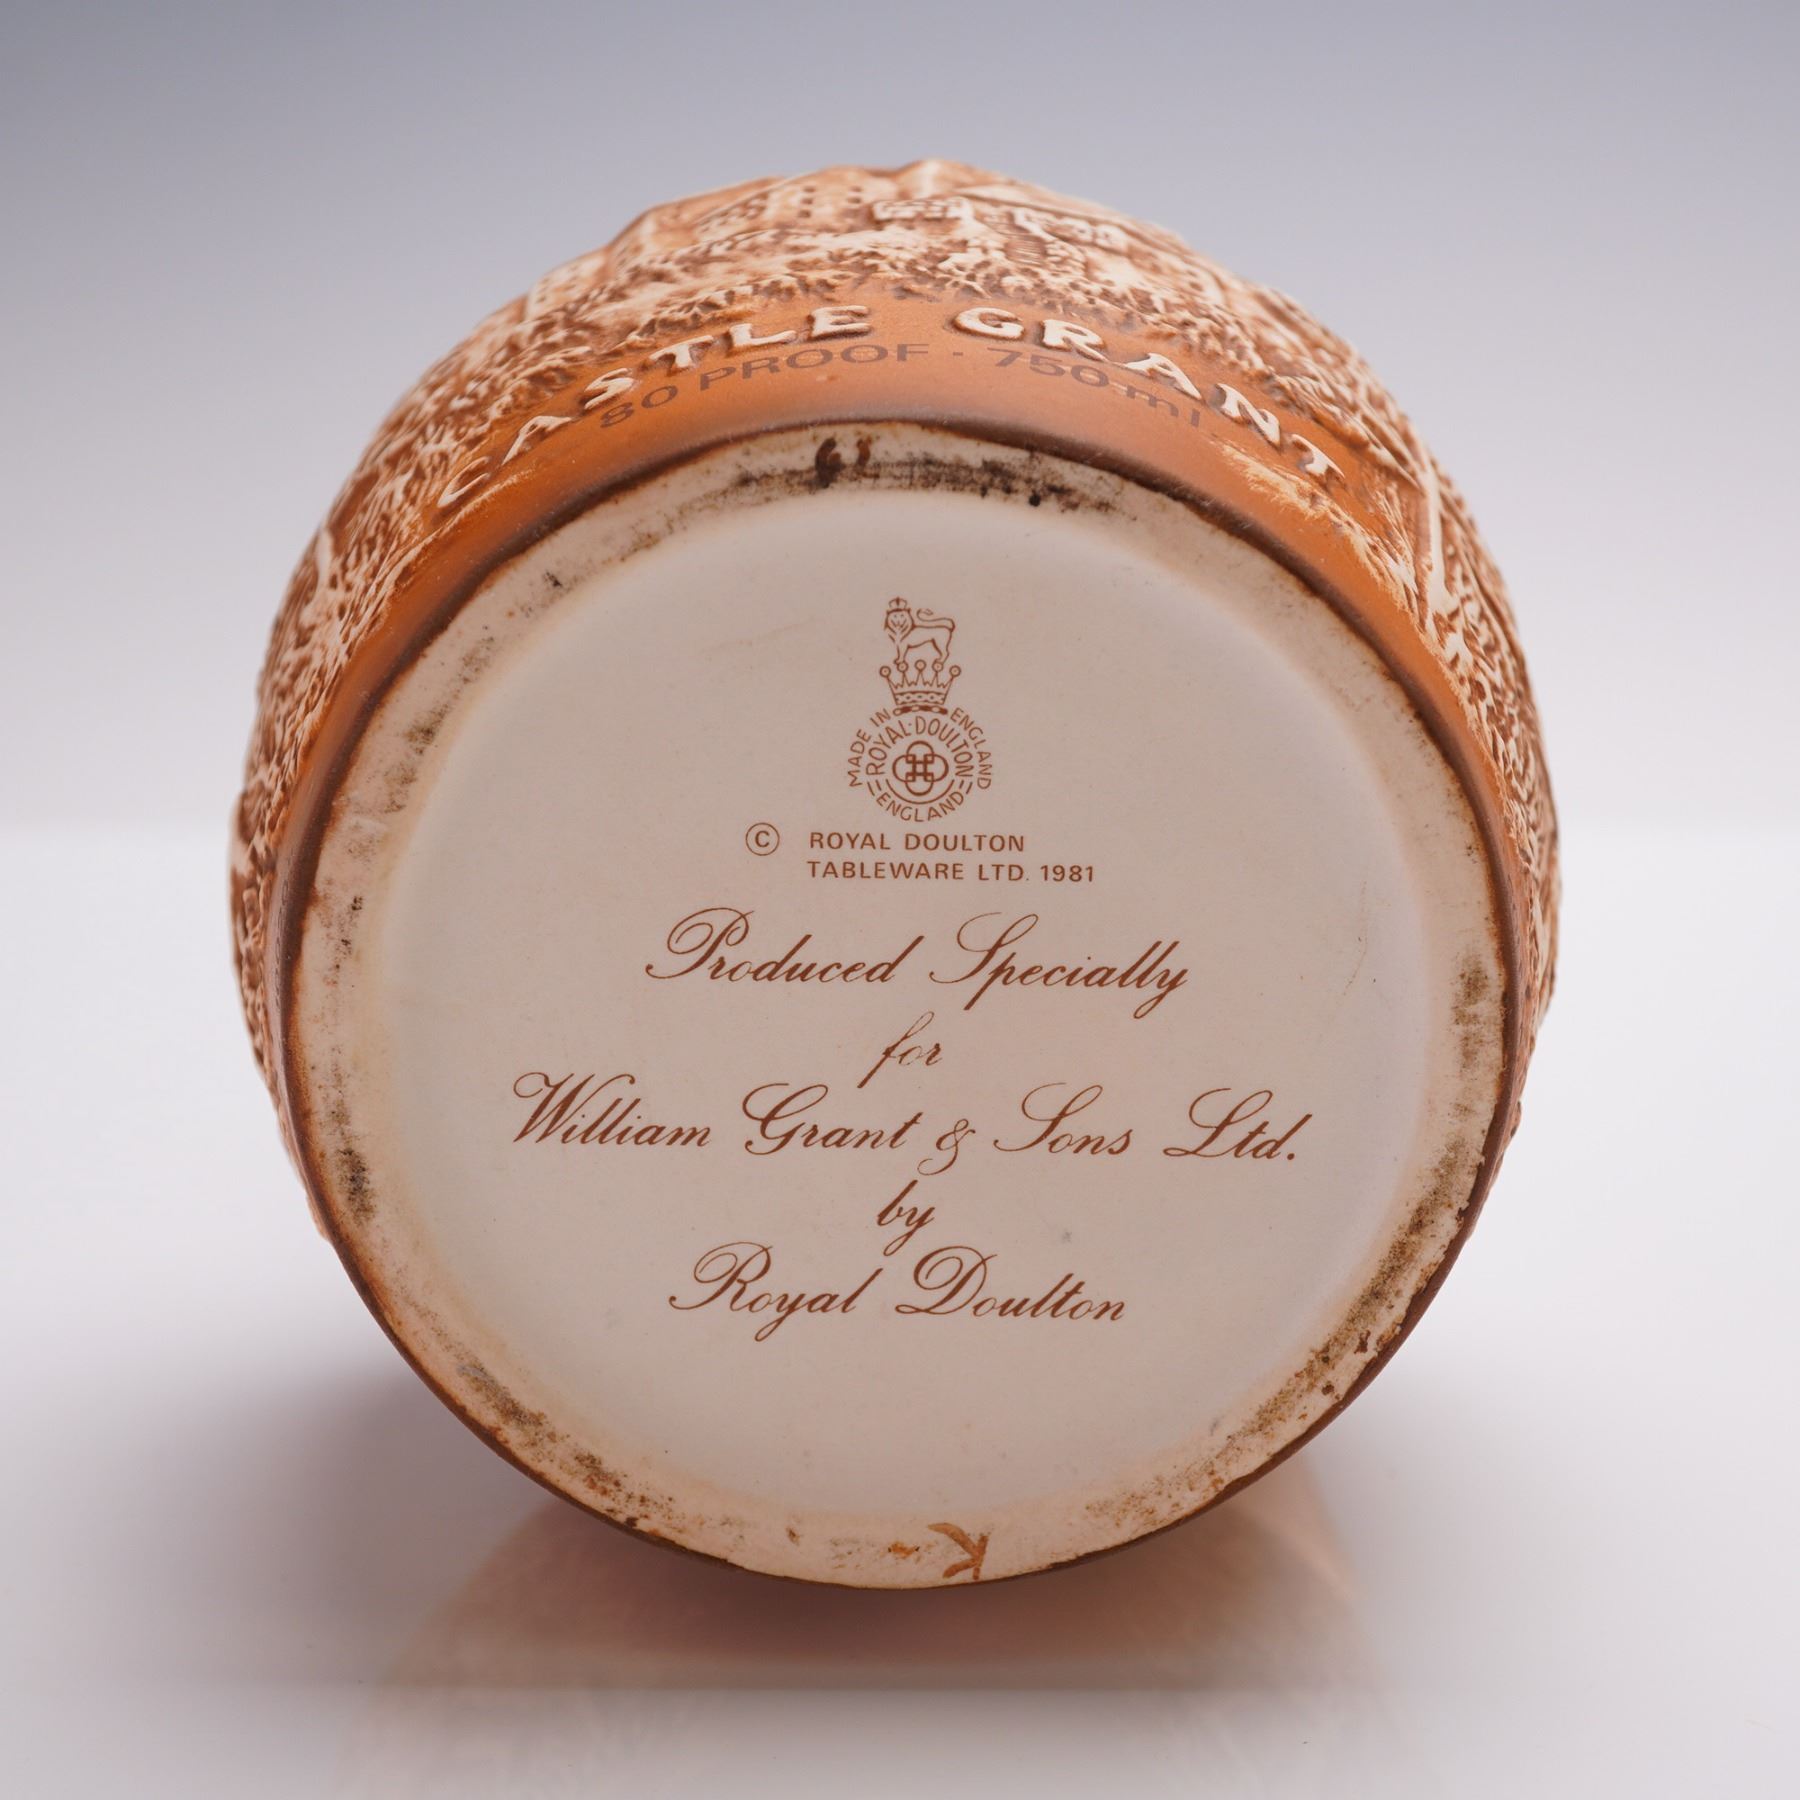 CASTLE GRANT
80 PROOF · 750 ml
MADE IN ENGLAND
ROYAL·DOULTON
ENGLAND
© ROYAL DOULTON
TABLEWARE LTD. 1981
Produced Specially
for
William Grant & Sons Ltd.
by
Royal Doulton
K